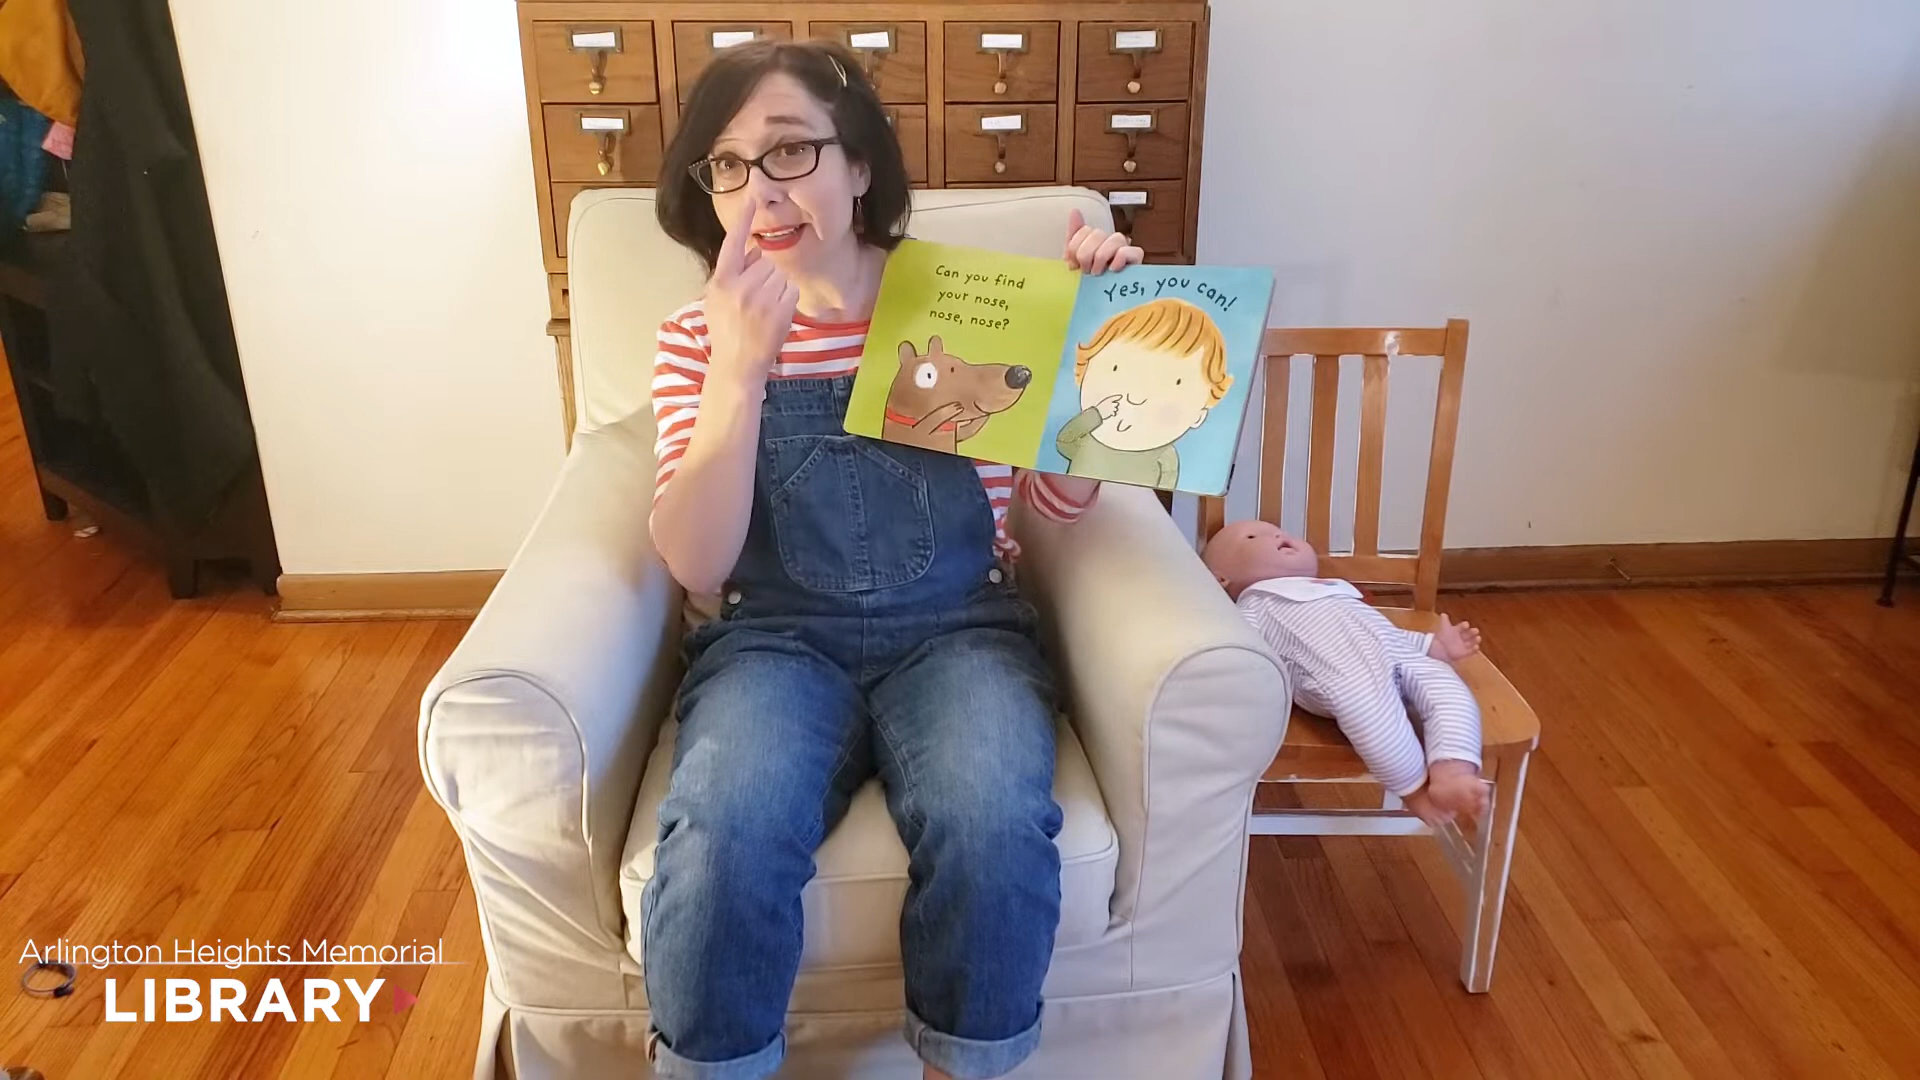 Can you find
your nose,
nose, nose?
Yes, you can!
Arlington Heights Memorial
LIBRARY